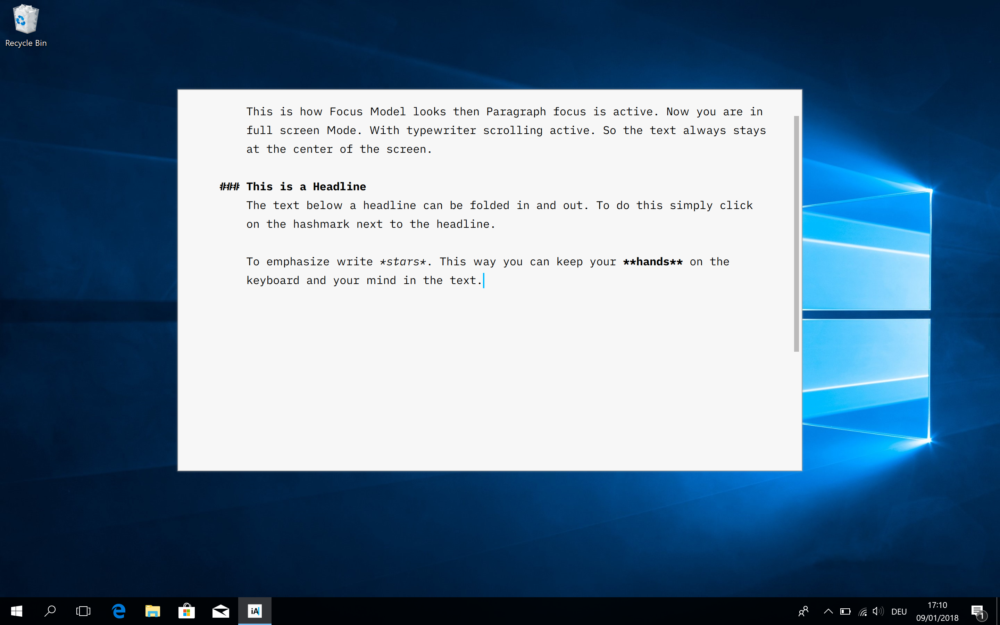 Recycle Bin
This is how Focus Model looks then Paragraph focus is active. Now you are in
full screen Mode. With typewriter scrolling active. So the text always stays
at the center of the screen.
### This is a Headline
The text below a headline can be folded in and out. To do this simply click
on the hashmark next to the headline.
To emphasize write *stars*. This way you can keep your **hands** on the
keyboard and your mind in the text.
iA
DEU
17:10
09/01/2018
1